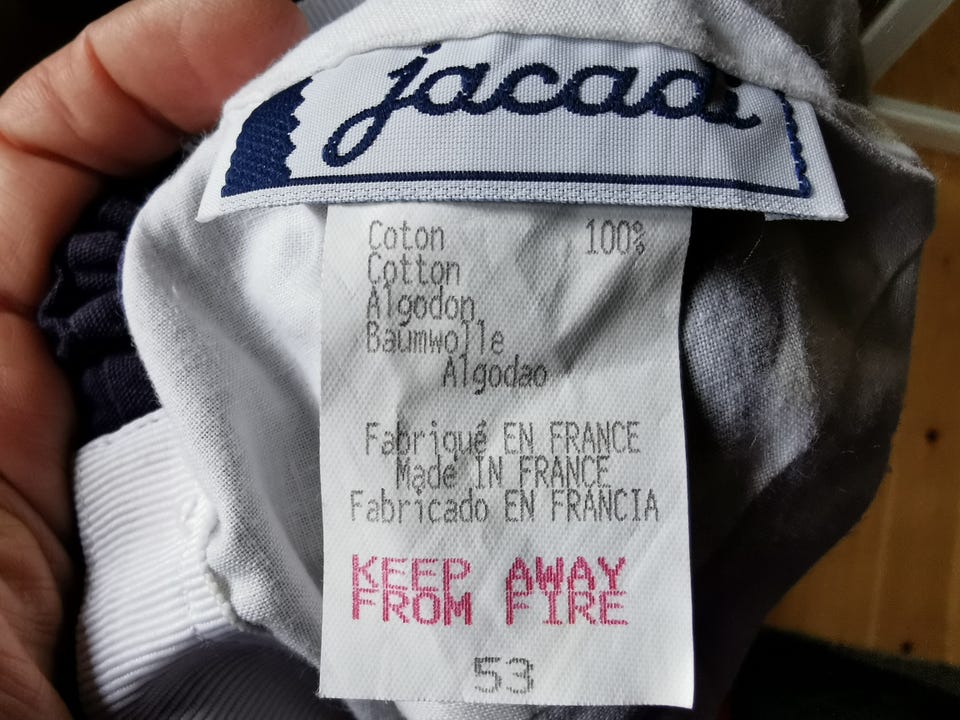 jacadi
Coton 100%
Cotton
Algodon
Baumwolle
Algodao
Fabriqué EN FRANCE
Made IN FRANCE
Fabricado EN FRANCIA
KEEP AWAY
FROM FIRE
53